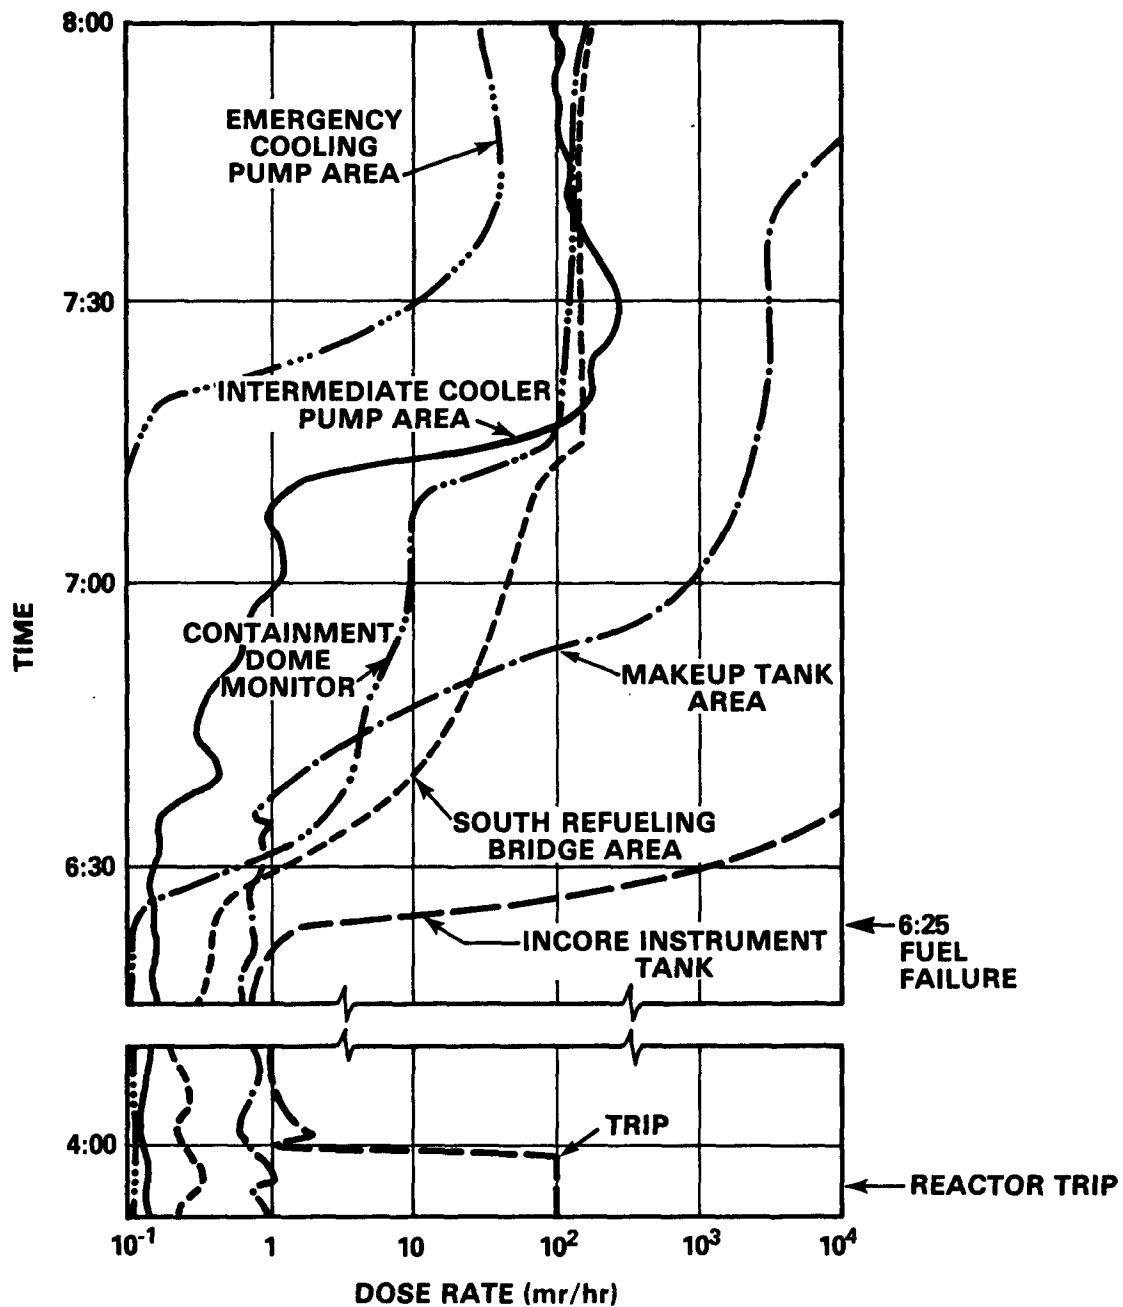 8:00
EMERGENCY
COOLING
PUMP AREA
7:30
INTERMEDIATE COOLER
PUMP AREA
7:00
TIME
CONTAINMENT
DOME
MONITOR
MAKEUP TANK
AREA
SOUTH REFUELING
BRIDGE AREA
6:30
INCORE INSTRUMENT
TANK
6:25
FUEL
FAILURE
TRIP
4:00
REACTOR TRIP
10⁻¹ 1 10 10² 10³ 10⁴
DOSE RATE (mr/hr)